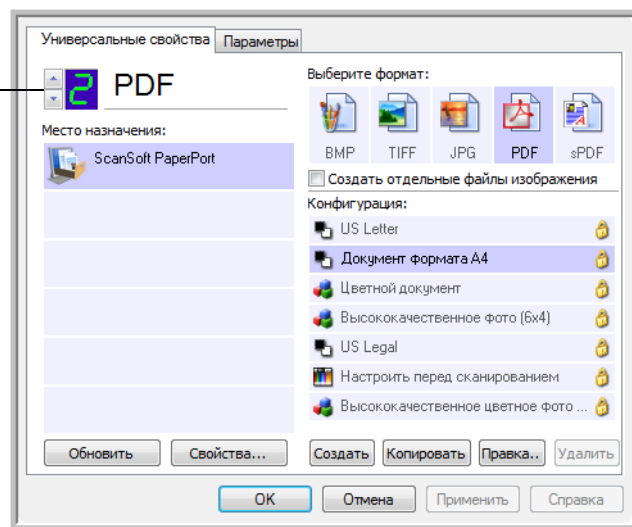 Универсальные свойства Параметры
2 PDF
Место назначения:
ScanSoft PaperPort
Выберите формат:
BMP TIFF JPG PDF sPDF
Создать отдельные файлы изображения
Конфигурация:
US Letter
Документ формата A4
Цветной документ
Высококачественное фото (6x4)
US Legal
Настроить перед сканированием
Высококачественное цветное фото ...
Обновить Свойства... Создать Копировать Правка.. Удалить
OK Отмена Применить Справка